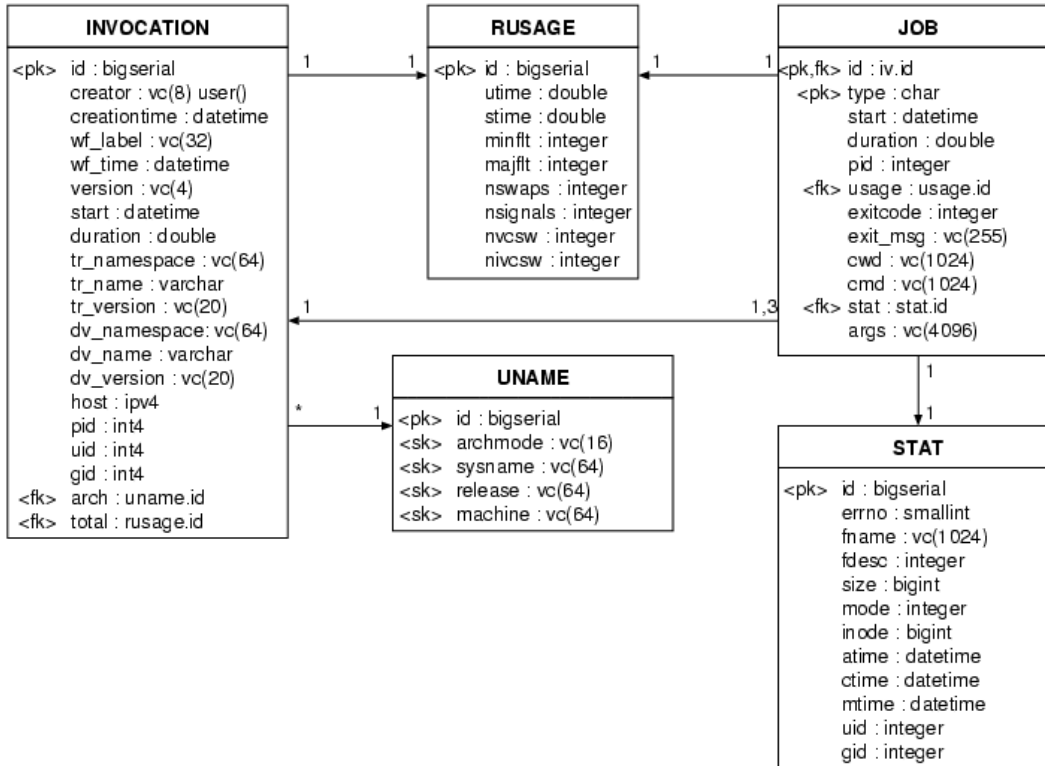 INVOCATION
<pk> id : bigserial
creator : vc(8) user()
creationtime : datetime
wf_label : vc(32)
wf_time : datetime
version : vc(4)
start : datetime
duration : double
tr_namespace : vc(64)
tr_name : varchar
tr_version : vc(20)
dv_namespace: vc(64)
dv_name : varchar
dv_version : vc(20)
host : ipv4
pid : int4
uid : int4
gid : int4
<fk> arch : uname.id
<fk> total : rusage.id
1
1
RUSAGE
<pk> id : bigserial
utime : double
stime : double
minflt : integer
majflt : integer
nswaps : integer
nsignals : integer
nvcsw : integer
nivcsw : integer
1
1
JOB
<pk,fk> id : iv.id
<pk> type : char
start : datetime
duration : double
pid : integer
<fk> usage : usage.id
exitcode : integer
exit_msg : vc(255)
cwd : vc(1024)
cmd : vc(1024)
<fk> stat : stat.id
args : vc(4096)
1
1,3
*
1
UNAME
<pk> id : bigserial
<sk> archmode : vc(16)
<sk> sysname : vc(64)
<sk> release : vc(64)
<sk> machine : vc(64)
1
1
STAT
<pk> id : bigserial
errno : smallint
fname : vc(1024)
fdesc : integer
size : bigint
mode : integer
inode : bigint
atime : datetime
ctime : datetime
mtime : datetime
uid : integer
gid : integer